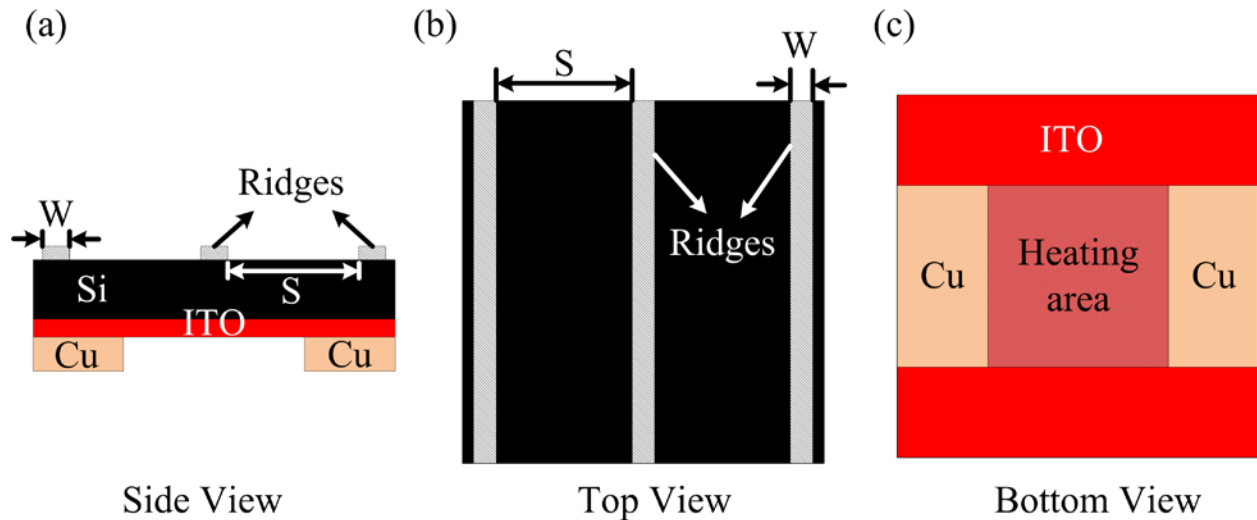 (a)
Ridges
W
Si
S
ITO
Cu
Cu
Side View
(b)
S
W
Ridges
Top View
(c)
ITO
Cu
Heating
area
Cu
Bottom View